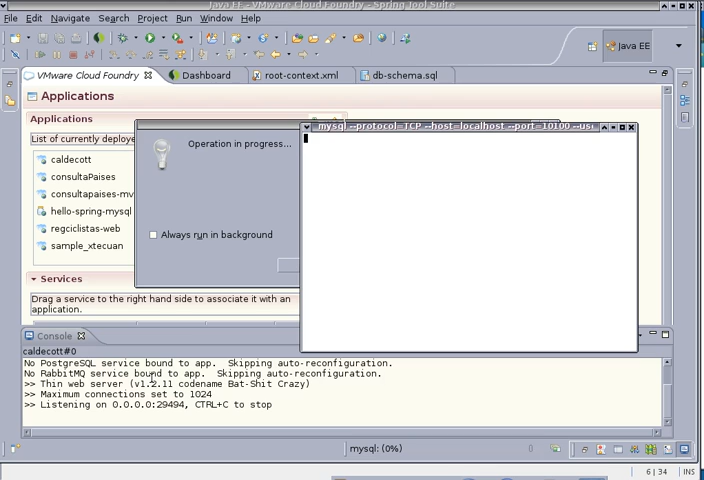 Java EE - VMware Cloud Foundry - Spring Tool Suite
File Edit Navigate Search Project Run Window Help
Java EE
VMware Cloud Foundry Dashboard root-context.xml db-schema.sql
Applications
Applications
List of currently deploye
caldecott
consultaPaises
consultapaises-mv
hello-spring-mysql
regciclistas-web
sample_xtecuan
Services
Drag a service to the right hand side to associate it with an
application.
Operation in progress...
Always run in background
mysql --protocol=TCP --host=localhost --port=10100 --us
Console
caldecott#0
No PostgreSQL service bound to app. Skipping auto-reconfiguration.
No RabbitMQ service bound to app. Skipping auto-reconfiguration.
>> Thin web server (v1.2.11 codename Bat-Shit Crazy)
>> Maximum connections set to 1024
>> Listening on 0.0.0.0:29494, CTRL+C to stop
mysql: (0%)
0
6 | 34